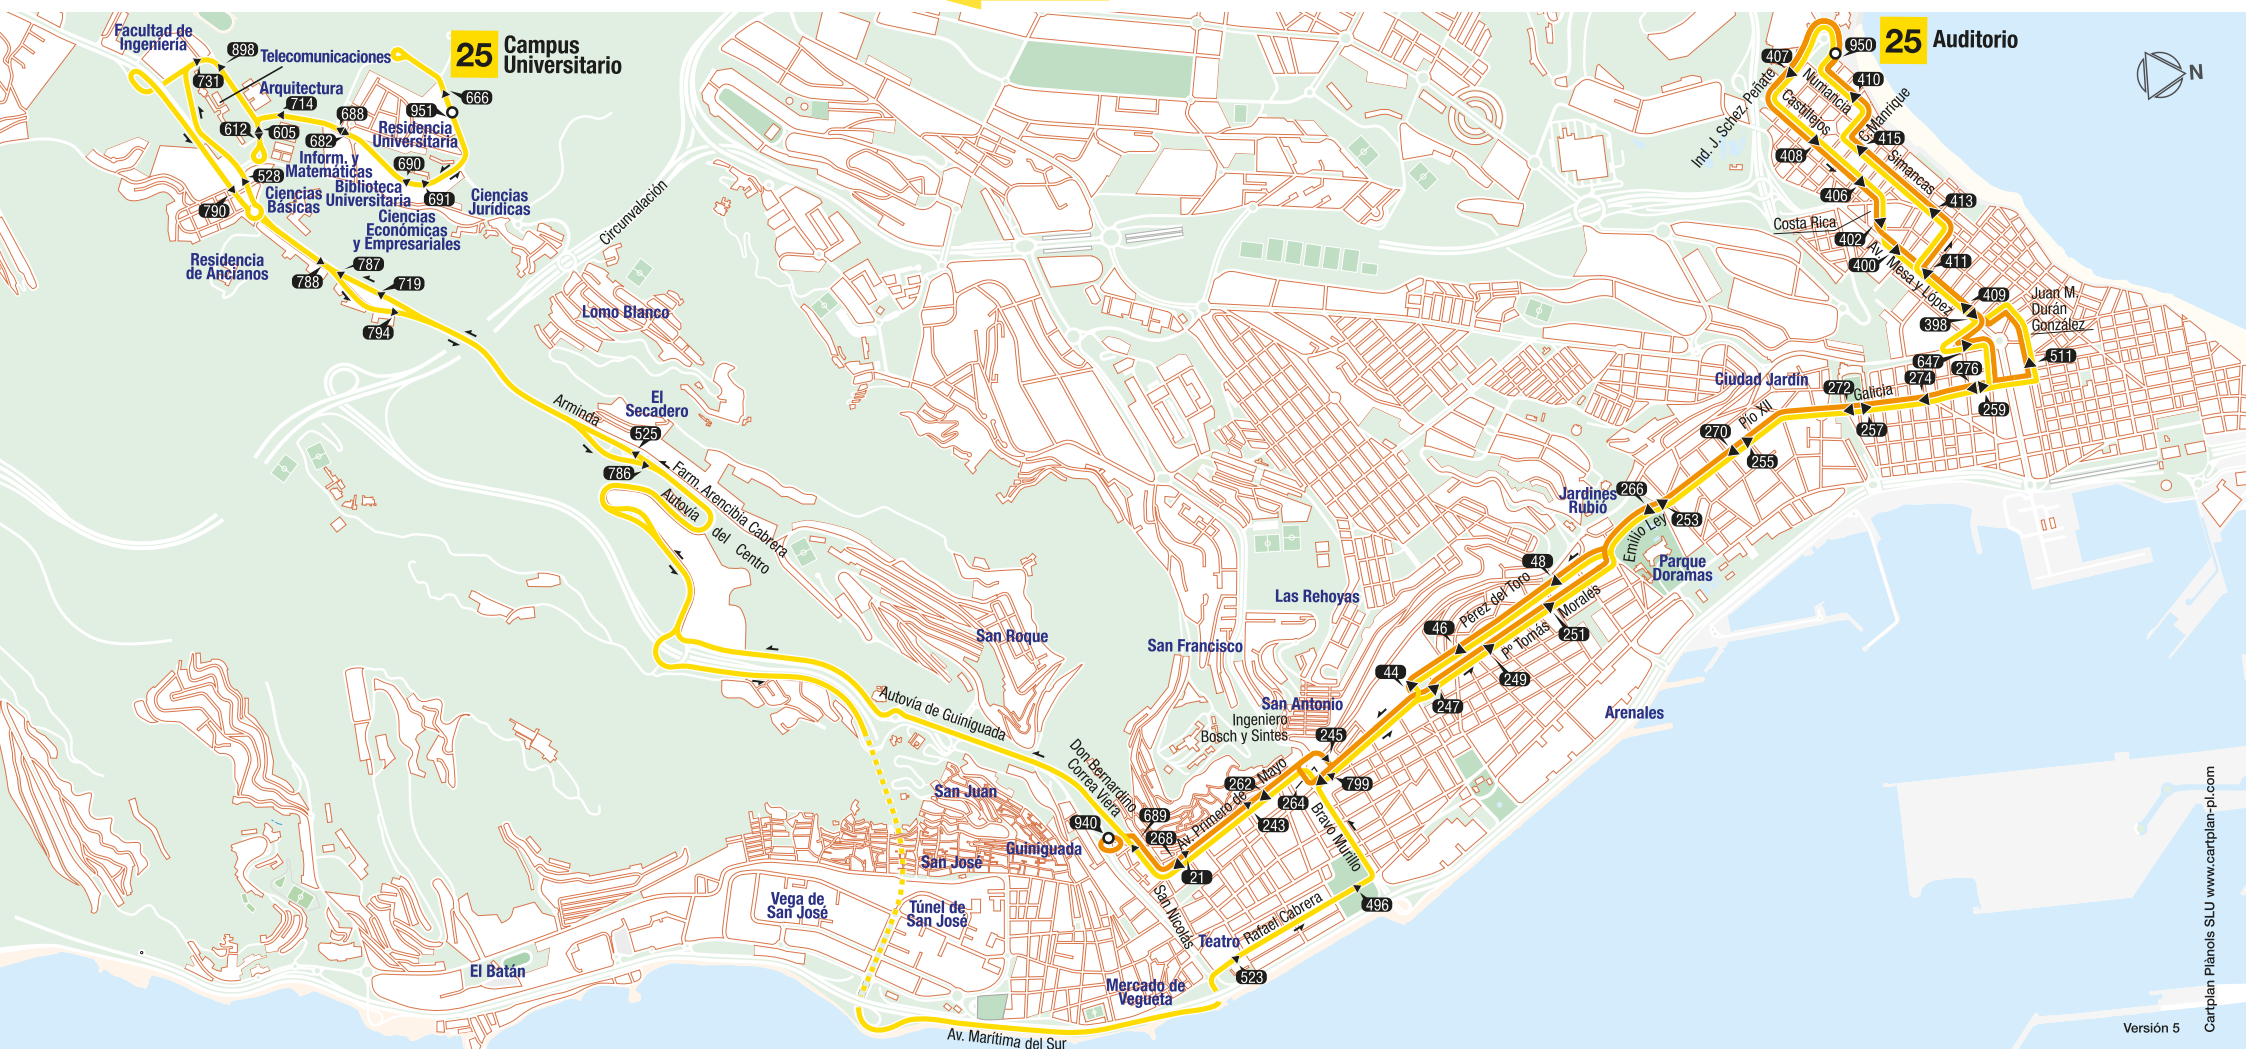 25 Campus
Universitario
25 Auditorio
N
Facultad de
Ingeniería
898
Telecomunicaciones
731
Arquitectura
714
688
951
666
612
605
682
Residencia
Universitaria
Inform. y
Matemáticas
690
528
Biblioteca
Universitaria
691
Ciencias
Básicas
790
Ciencias
Jurídicas
Ciencias
Económicas
y Empresariales
Residencia
de Ancianos
787
788
719
794
Circunvalación
Lomo Blanco
El
Secadero
Arminda
525
786
Farm. Arencibia Cabrera
Autovía del Centro
San Roque
San Francisco
Las Rehoyas
San Antonio
Ingeniero
Bosch y Sintes
Autovía de Guiniguada
Don Bernardino
Correa Viera
San Juan
San José
Guiniguada
940
689
268
21
Av. Primero de Mayo
262
243
264
245
799
Bravo Murillo
496
Rafael Cabrera
523
Teatro
San Nicolás
Mercado de
Vegueta
Vega de
San José
Túnel de
San José
El Batán
Av. Marítima del Sur
44
46
48
Pérez del Toro
Pº Tomás Morales
247
249
251
Arenales
Jardines
Rubió
266
253
Emilio Ley
Parque
Doramas
270
255
Pío XII
Ciudad Jardín
272
257
Pº Galicia
274
276
259
647
511
398
409
Juan M.
Durán
González
400
411
Av. Mesa y López
402
Costa Rica
406
413
408
415
Simancas
407
950
410
Ind. J. Schez. Peñate
Numancia
Castillejos
C. Manrique
Versión 5
Cartplan Plànols SLU www.cartplan-pl.com